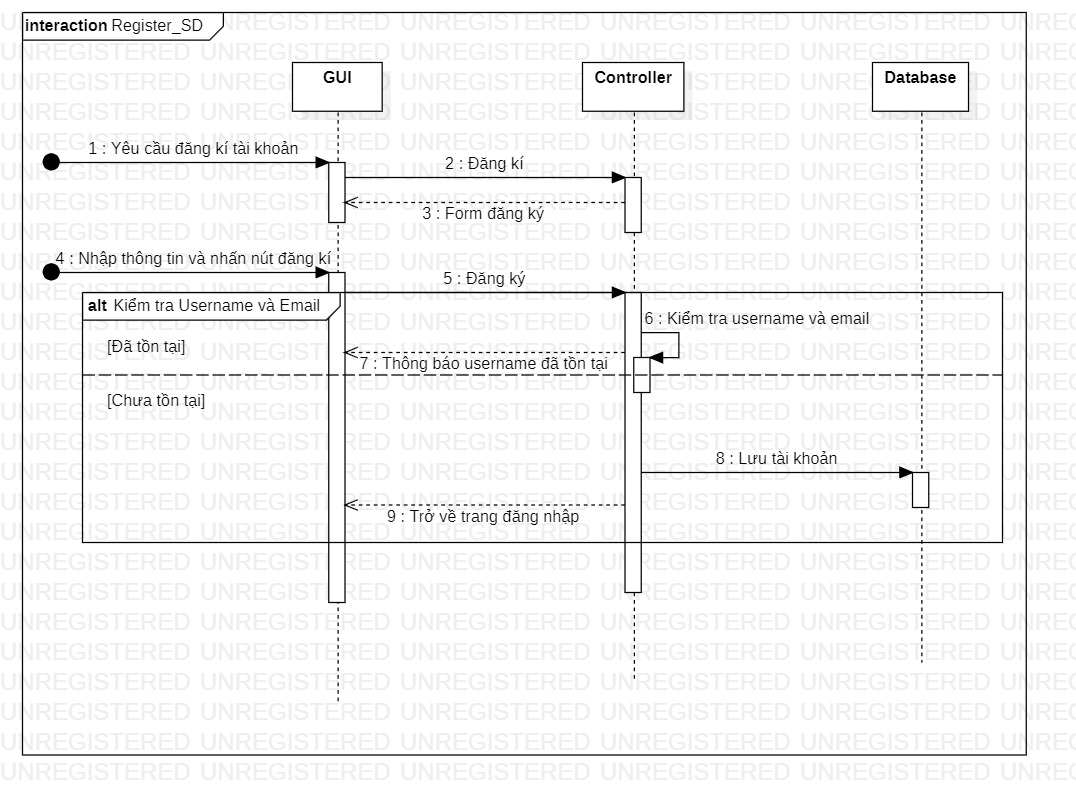 interaction Register_SD
GUI
Controller
Database
1 : Yêu cầu đăng kí tài khoản
2 : Đăng kí
3 : Form đăng ký
4 : Nhập thông tin và nhấn nút đăng kí
5 : Đăng ký
alt Kiểm tra Username và Email
6 : Kiểm tra username và email
[Đã tồn tại]
7 : Thông báo username đã tồn tại
[Chưa tồn tại]
8 : Lưu tài khoản
9 : Trở về trang đăng nhập
UNREGISTERED